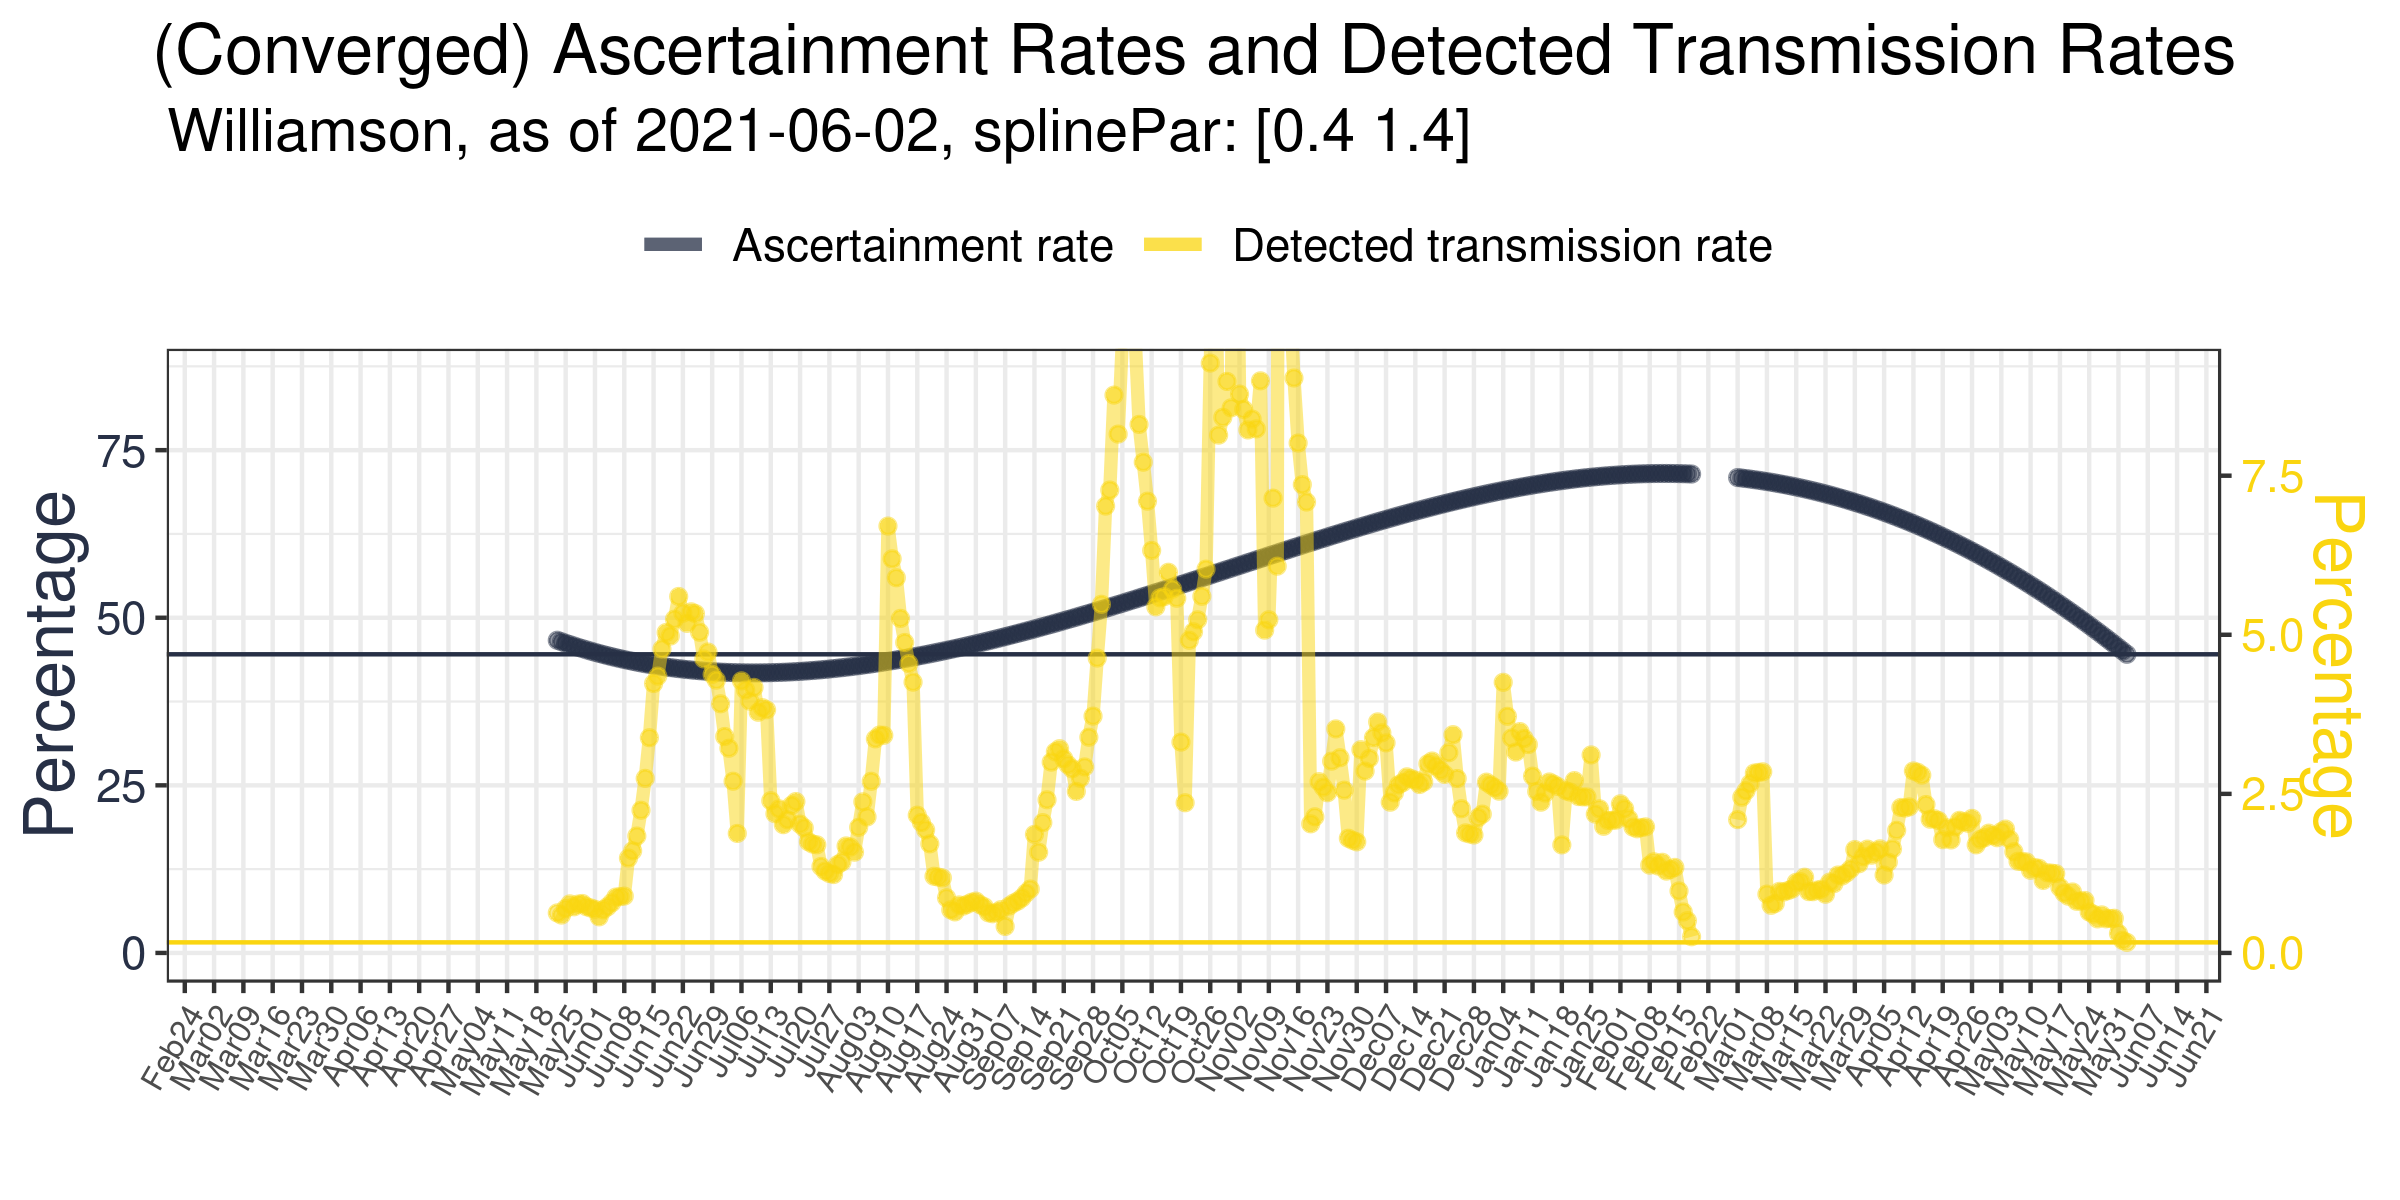 (Converged) Ascertainment Rates and Detected Transmission Rates
Williamson, as of 2021-06-02, splinePar: [0.4 1.4]
Ascertainment rate
Detected transmission rate
Percentage
75
50
25
0
7.5
5.0
2.5
0.0
Percentage
Feb24
Mar02
Mar09
Mar16
Mar23
Mar30
Apr06
Apr13
Apr20
Apr27
May04
May11
May18
May25
Jun01
Jun08
Jun15
Jun22
Jun29
Jul06
Jul13
Jul20
Jul27
Aug03
Aug10
Aug17
Aug24
Aug31
Sep07
Sep14
Sep21
Sep28
Oct05
Oct12
Oct19
Oct26
Nov02
Nov09
Nov16
Nov23
Nov30
Dec07
Dec14
Dec21
Dec28
Jan04
Jan11
Jan18
Jan25
Feb01
Feb08
Feb15
Feb22
Mar01
Mar08
Mar15
Mar22
Mar29
Apr05
Apr12
Apr19
Apr26
May03
May10
May17
May24
May31
Jun07
Jun14
Jun21